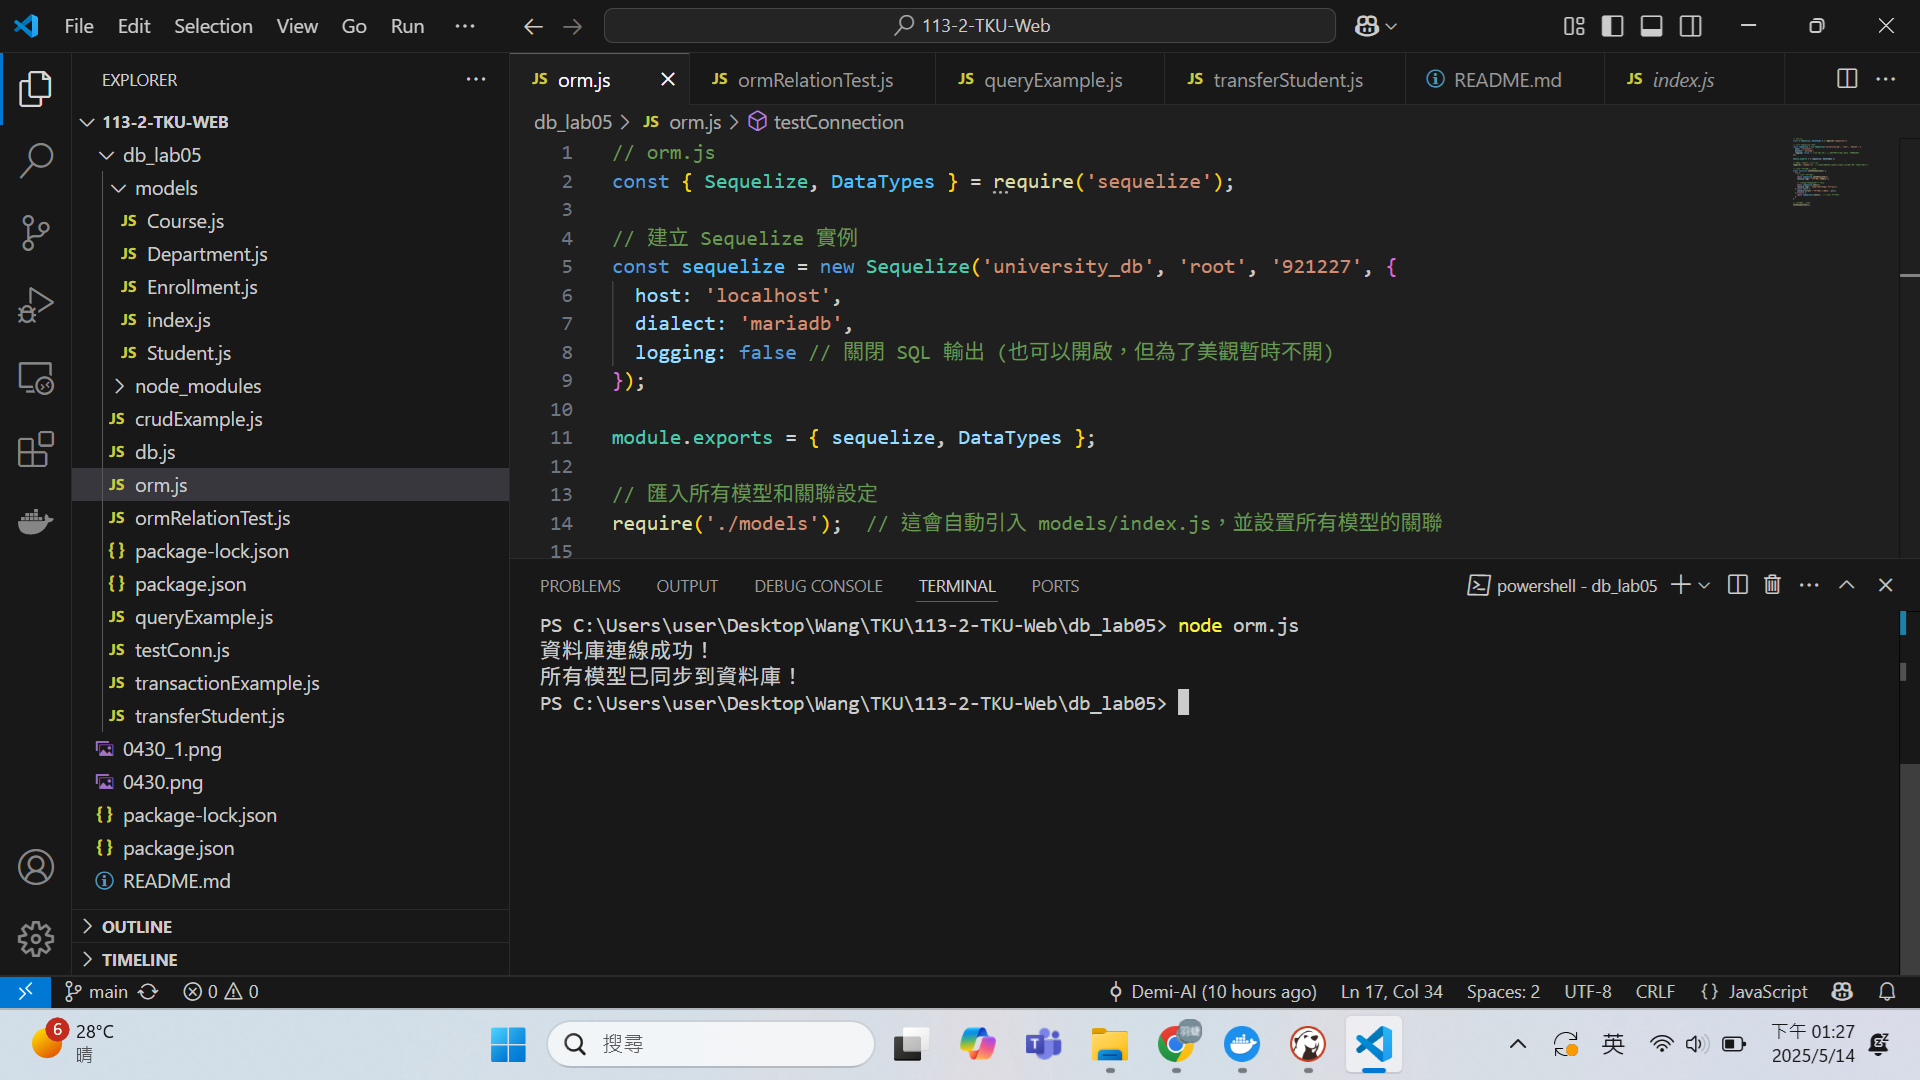 File Edit Selection View Go Run ···
113-2-TKU-Web
EXPLORER
113-2-TKU-WEB
db_lab05
models
JS Course.js
JS Department.js
JS Enrollment.js
JS index.js
JS Student.js
node_modules
JS crudExample.js
JS db.js
JS orm.js
JS ormRelationTest.js
{} package-lock.json
{} package.json
JS queryExample.js
JS testConn.js
JS transactionExample.js
JS transferStudent.js
0430_1.png
0430.png
{} package-lock.json
{} package.json
README.md
OUTLINE
TIMELINE
JS orm.js JS ormRelationTest.js JS queryExample.js JS transferStudent.js README.md JS index.js
db_lab05 > JS orm.js > testConnection
1 // orm.js
2 const { Sequelize, DataTypes } = require('sequelize');
3
4 // 建立 Sequelize 實例
5 const sequelize = new Sequelize('university_db', 'root', '921227', {
6 host: 'localhost',
7 dialect: 'mariadb',
8 logging: false // 關閉 SQL 輸出 (也可以開啟，但為了美觀暫時不開)
9 });
10
11 module.exports = { sequelize, DataTypes };
12
13 // 匯入所有模型和關聯設定
14 require('./models'); // 這會自動引入 models/index.js，並設置所有模型的關聯
15
PROBLEMS OUTPUT DEBUG CONSOLE TERMINAL PORTS
powershell - db_lab05
PS C:\Users\user\Desktop\Wang\TKU\113-2-TKU-Web\db_lab05> node orm.js
資料庫連線成功！
所有模型已同步到資料庫！
PS C:\Users\user\Desktop\Wang\TKU\113-2-TKU-Web\db_lab05>
main 0 0 Demi-AI (10 hours ago) Ln 17, Col 34 Spaces: 2 UTF-8 CRLF {} JavaScript
6 28°C
晴
搜尋
英
下午 01:27
2025/5/14